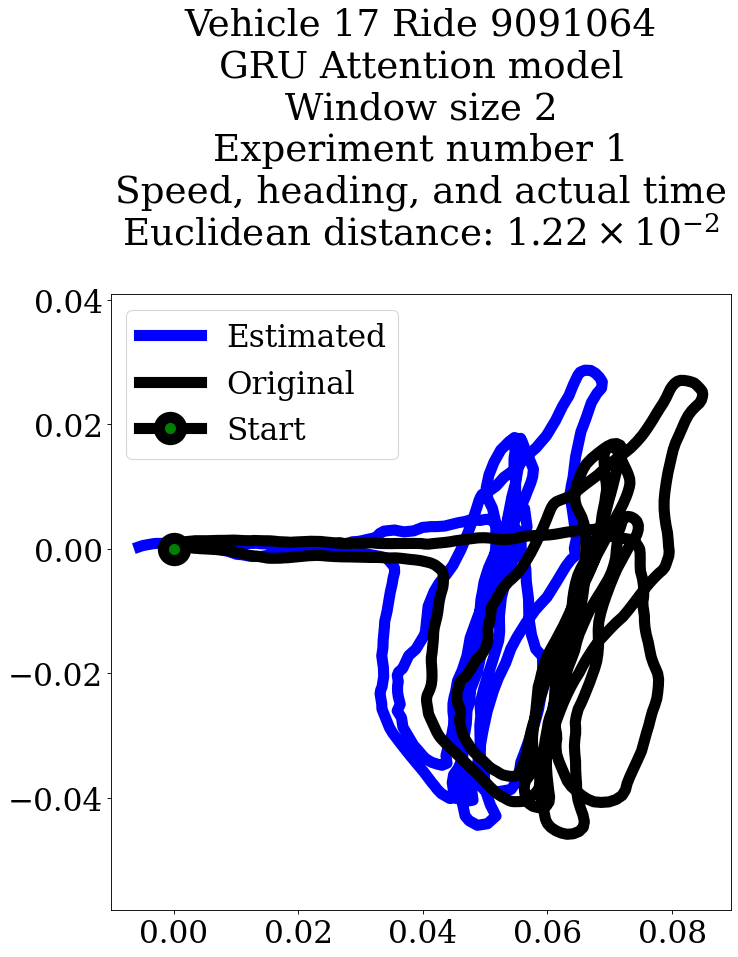 Vehicle 17 Ride 9091064
GRU Attention model
Window size 2
Experiment number 1
Speed, heading, and actual time
Euclidean distance: 1.22 × 10⁻²
0.04
Estimated
Original
0.02
Start
0.00
−0.02
−0.04
0.00 0.02 0.04 0.06 0.08